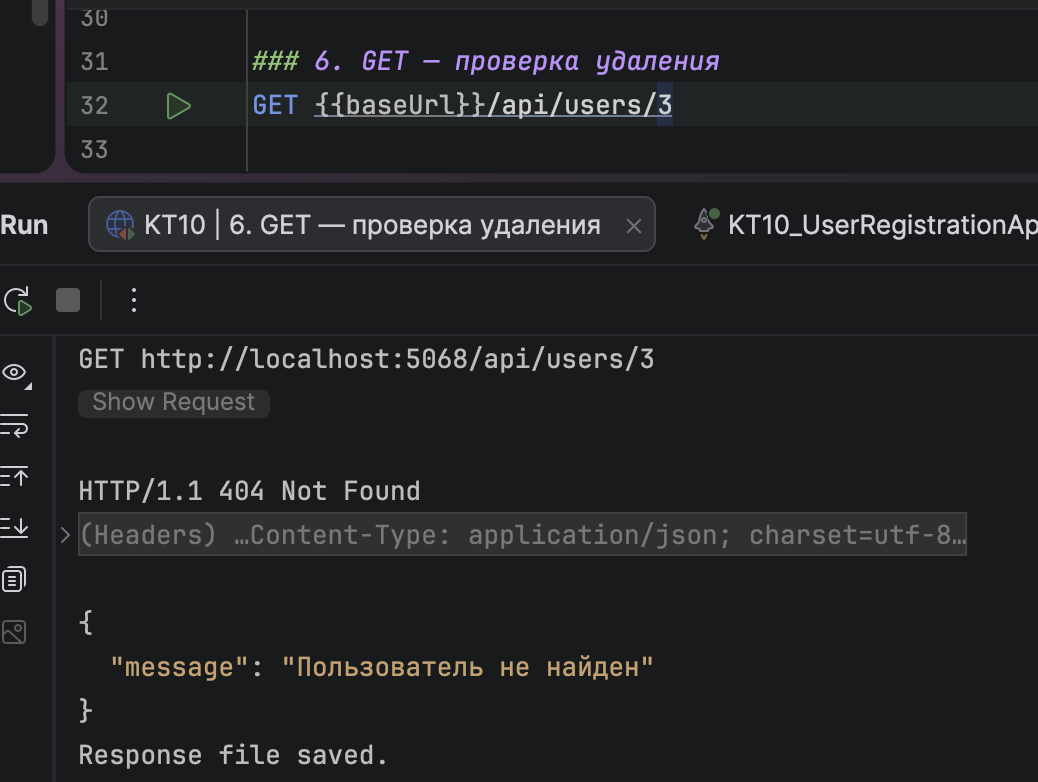 30
31 ### 6. GET — проверка удаления
32 GET {{baseUrl}}/api/users/3
33
Run KT10 | 6. GET — проверка удаления KT10_UserRegistrationAp
GET http://localhost:5068/api/users/3
Show Request
HTTP/1.1 404 Not Found
(Headers) …Content-Type: application/json; charset=utf-8…
{
"message": "Пользователь не найден"
}
Response file saved.